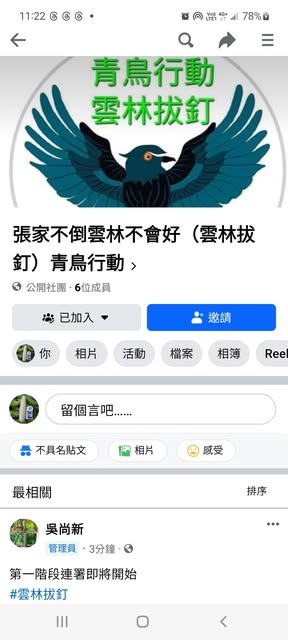 11:22
78%
青鳥行動
雲林拔釘
張家不倒雲林不會好（雲林拔
釘）青鳥行動 >
公開社團 · 6位成員
已加入
邀請
你
相片
活動
檔案
相簿
Reel
留個言吧......
不具名貼文
相片
感受
最相關
排序
吳尚新
管理員 · 3分鐘 ·
第一階段連署即將開始
#雲林拔釘